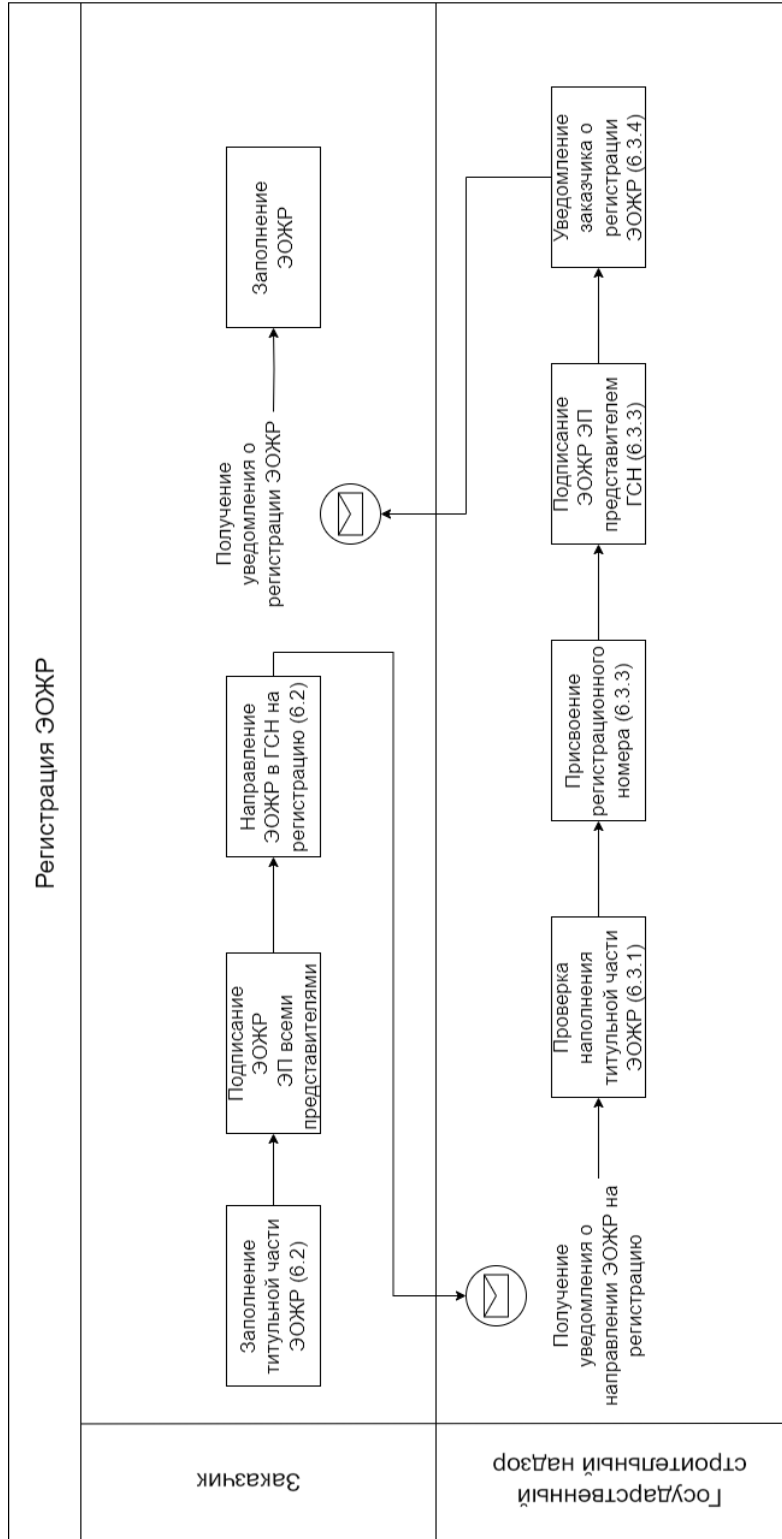 Регистрация ЭОЖР
Заказчик
Заполнение
титульной части
ЭОЖР (6.2)
Подписание
ЭОЖР
ЭП всеми
представителями
Направление
ЭОЖР в ГСН на
регистрацию (6.2)
Получение
уведомления о
регистрации ЭОЖР
Заполнение
ЭОЖР
Государственный
строительный надзор
Получение
уведомления о
направлении ЭОЖР на
регистрацию
Проверка
наполнения
титульной части
ЭОЖР (6.3.1)
Присвоение
регистрационного
номера (6.3.3)
Подписание
ЭОЖР ЭП
представителем
ГСН (6.3.3)
Уведомление
заказчика о
регистрации
ЭОЖР (6.3.4)